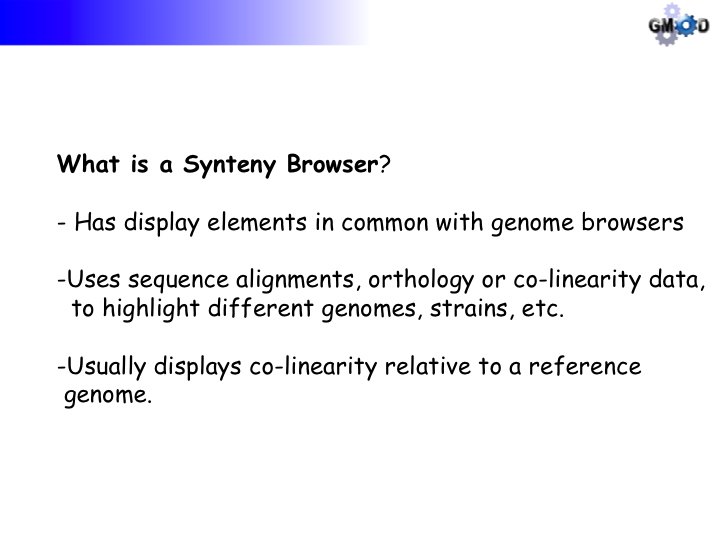 GMOD
What is a Synteny Browser?
- Has display elements in common with genome browsers
-Uses sequence alignments, orthology or co-linearity data,
to highlight different genomes, strains, etc.
-Usually displays co-linearity relative to a reference
genome.